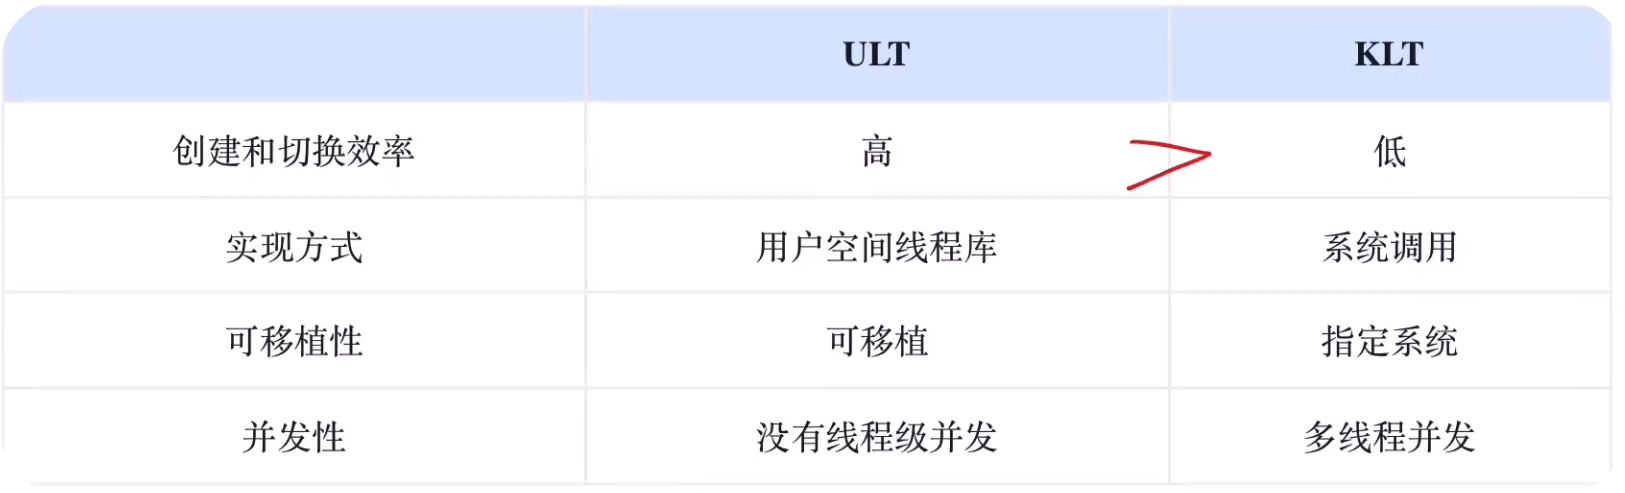 ULT KLT
创建和切换效率 高 > 低
实现方式 用户空间线程库 系统调用
可移植性 可移植 指定系统
并发性 没有线程级并发 多线程并发